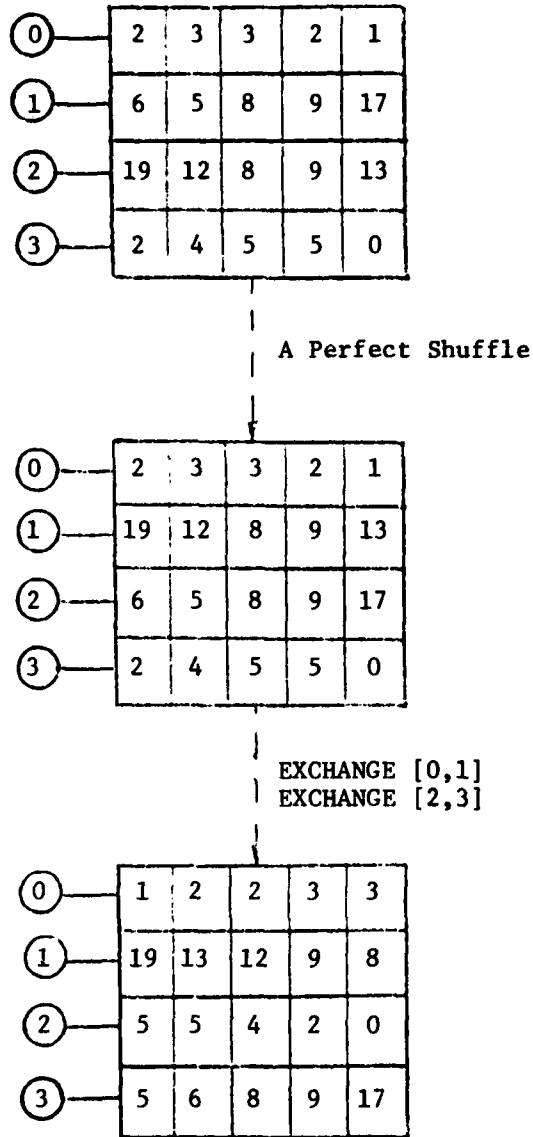 0 2 3 3 2 1
1 6 5 8 9 17
2 19 12 8 9 13
3 2 4 5 5 0
A Perfect Shuffle
0 2 3 3 2 1
1 19 12 8 9 13
2 6 5 8 9 17
3 2 4 5 5 0
EXCHANGE [0,1]
EXCHANGE [2,3]
0 1 2 2 3 3
1 19 13 12 9 8
2 5 5 4 2 0
3 5 6 8 9 17